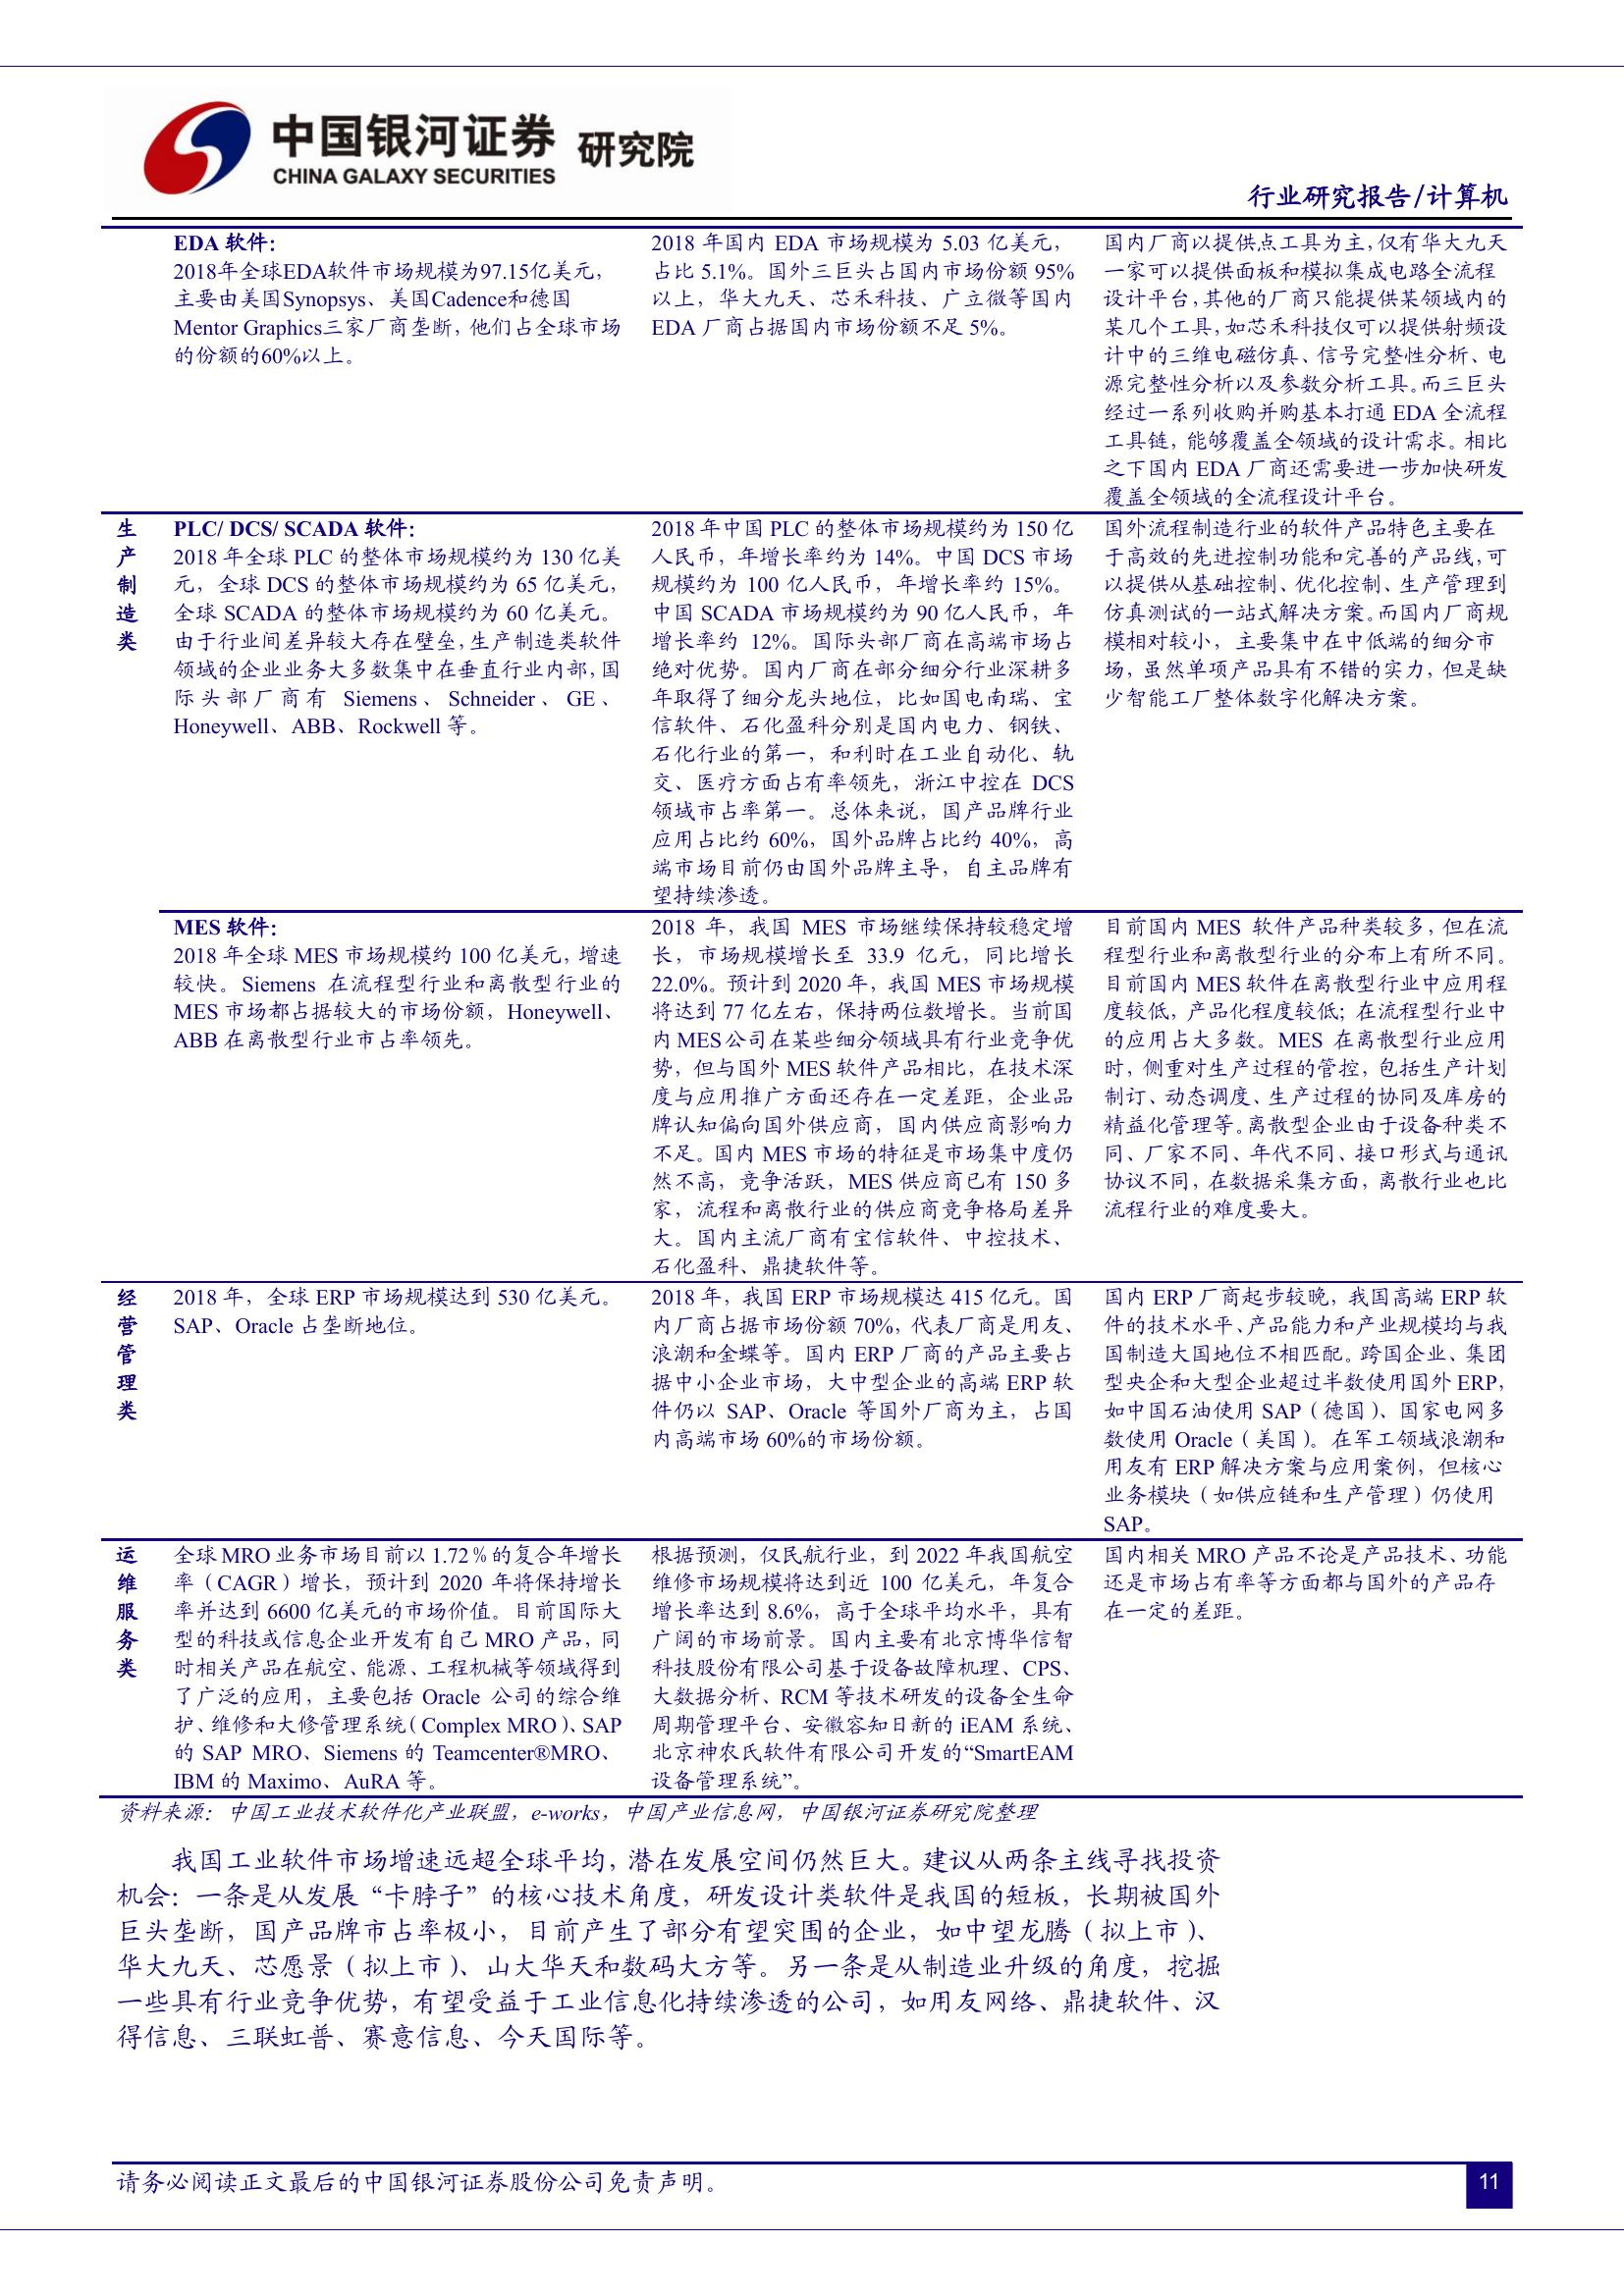 中国银河证券 研究院
CHINA GALAXY SECURITIES
行业研究报告/计算机
EDA 软件：
2018年全球EDA软件市场规模为97.15亿美元，
主要由美国Synopsys、美国Cadence和德国
Mentor Graphics三家厂商垄断，他们占全球市场
的份额的60%以上。
2018 年国内 EDA 市场规模为 5.03 亿美元，
占比 5.1%。国外三巨头占国内市场份额 95%
以上，华大九天、芯禾科技、广立微等国内
EDA 厂商占据国内市场份额不足 5%。
国内厂商以提供点工具为主，仅有华大九天
一家可以提供面板和模拟集成电路全流程
设计平台，其他的厂商只能提供某领域内的
某几个工具，如芯禾科技仅可以提供射频设
计中的三维电磁仿真、信号完整性分析、电
源完整性分析以及参数分析工具。而三巨头
经过一系列收购并购基本打通 EDA 全流程
工具链，能够覆盖全领域的设计需求。相比
之下国内 EDA 厂商还需要进一步加快研发
覆盖全领域的全流程设计平台。
生
产
制
造
类
PLC/ DCS/ SCADA 软件：
2018 年全球 PLC 的整体市场规模约为 130 亿美
元，全球 DCS 的整体市场规模约为 65 亿美元，
全球 SCADA 的整体市场规模约为 60 亿美元。
由于行业间差异较大存在壁垒，生产制造类软件
领域的企业业务大多数集中在垂直行业内部，国
际头部厂商有 Siemens、Schneider、GE、
Honeywell、ABB、Rockwell 等。
2018 年中国 PLC 的整体市场规模约为 150 亿
人民币，年增长率约为 14%。中国 DCS 市场
规模约为 100 亿人民币，年增长率约 15%。
中国 SCADA 市场规模约为 90 亿人民币，年
增长率约 12%。国际头部厂商在高端市场占
绝对优势。国内厂商在部分细分行业深耕多
年取得了细分龙头地位，比如国电南瑞、宝
信软件、石化盈科分别是国内电力、钢铁、
石化行业的第一，和利时在工业自动化、轨
交、医疗方面占有率领先，浙江中控在 DCS
领域市占率第一。总体来说，国产品牌行业
应用占比约 60%，国外品牌占比约 40%，高
端市场目前仍由国外品牌主导，自主品牌有
望持续渗透。
国外流程制造行业的软件产品特色主要在
于高效的先进控制功能和完善的产品线，可
以提供从基础控制、优化控制、生产管理到
仿真测试的一站式解决方案。而国内厂商规
模相对较小，主要集中在中低端的细分市
场，虽然单项产品具有不错的实力，但是缺
少智能工厂整体数字化解决方案。
MES 软件：
2018 年全球 MES 市场规模约 100 亿美元，增速
较快。Siemens 在流程型行业和离散型行业的
MES 市场都占据较大的市场份额，Honeywell、
ABB 在离散型行业市占率领先。
2018 年，我国 MES 市场继续保持较稳定增
长，市场规模增长至 33.9 亿元，同比增长
22.0%。预计到 2020 年，我国 MES 市场规模
将达到 77 亿左右，保持两位数增长。当前国
内 MES 公司在某些细分领域具有行业竞争优
势，但与国外 MES 软件产品相比，在技术深
度与应用推广方面还存在一定差距，企业品
牌认知偏向国外供应商，国内供应商影响力
不足。国内 MES 市场的特征是市场集中度仍
然不高，竞争活跃，MES 供应商已有 150 多
家，流程和离散行业的供应商竞争格局差异
大。国内主流厂商有宝信软件、中控技术、
石化盈科、鼎捷软件等。
目前国内 MES 软件产品种类较多，但在流
程型行业和离散型行业的分布上有所不同。
目前国内 MES 软件在离散型行业中应用程
度较低，产品化程度较低；在流程型行业中
的应用占大多数。MES 在离散型行业应用
时，侧重对生产过程的管控，包括生产计划
制订、动态调度、生产过程的协同及库房的
精益化管理等。离散型企业由于设备种类不
同、厂家不同、年代不同、接口形式与通讯
协议不同，在数据采集方面，离散行业也比
流程行业的难度要大。
经
营
管
理
类
2018 年，全球 ERP 市场规模达到 530 亿美元。
SAP、Oracle 占垄断地位。
2018 年，我国 ERP 市场规模达 415 亿元。国
内厂商占据市场份额 70%，代表厂商是用友、
浪潮和金蝶等。国内 ERP 厂商的产品主要占
据中小企业市场，大中型企业的高端 ERP 软
件仍以 SAP、Oracle 等国外厂商为主，占国
内高端市场 60%的市场份额。
国内 ERP 厂商起步较晚，我国高端 ERP 软
件的技术水平、产品能力和产业规模均与我
国制造大国地位不相匹配。跨国企业、集团
型央企和大型企业超过半数使用国外 ERP，
如中国石油使用 SAP（德国）、国家电网多
数使用 Oracle（美国）。在军工领域浪潮和
用友有 ERP 解决方案与应用案例，但核心
业务模块（如供应链和生产管理）仍使用
SAP。
运
维
服
务
类
全球 MRO 业务市场目前以 1.72％的复合年增长
率（CAGR）增长，预计到 2020 年将保持增长
率并达到 6600 亿美元的市场价值。目前国际大
型的科技或信息企业开发有自己 MRO 产品，同
时相关产品在航空、能源、工程机械等领域得到
了广泛的应用，主要包括 Oracle 公司的综合维
护、维修和大修管理系统（Complex MRO）、SAP
的 SAP MRO、Siemens 的 Teamcenter®MRO、
IBM 的 Maximo、AuRA 等。
根据预测，仅民航行业，到 2022 年我国航空
维修市场规模将达到近 100 亿美元，年复合
增长率达到 8.6%，高于全球平均水平，具有
广阔的市场前景。国内主要有北京博华信智
科技股份有限公司基于设备故障机理、CPS、
大数据分析、RCM 等技术研发的设备全生命
周期管理平台、安徽容知日新的 iEAM 系统、
北京神农氏软件有限公司开发的“SmartEAM
设备管理系统”。
国内相关 MRO 产品不论是产品技术、功能
还是市场占有率等方面都与国外的产品存
在一定的差距。
资料来源：中国工业技术软件化产业联盟，e-works，中国产业信息网，中国银河证券研究院整理
我国工业软件市场增速远超全球平均，潜在发展空间仍然巨大。建议从两条主线寻找投资
机会：一条是从发展“卡脖子”的核心技术角度，研发设计类软件是我国的短板，长期被国外
巨头垄断，国产品牌市占率极小，目前产生了部分有望突围的企业，如中望龙腾（拟上市）、
华大九天、芯愿景（拟上市）、山大华天和数码大方等。另一条是从制造业升级的角度，挖掘
一些具有行业竞争优势，有望受益于工业信息化持续渗透的公司，如用友网络、鼎捷软件、汉
得信息、三联虹普、赛意信息、今天国际等。
请务必阅读正文最后的中国银河证券股份公司免责声明。
11